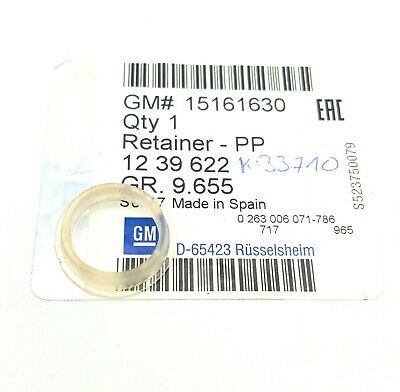 GM# 15161630
EAC
Qty 1
Retainer - PP
12 39 622 K33710
GR. 9.655
Made in Spain
S523750079
0 263 006 071-786
717 965
GM
D-65423 Rüsselsheim